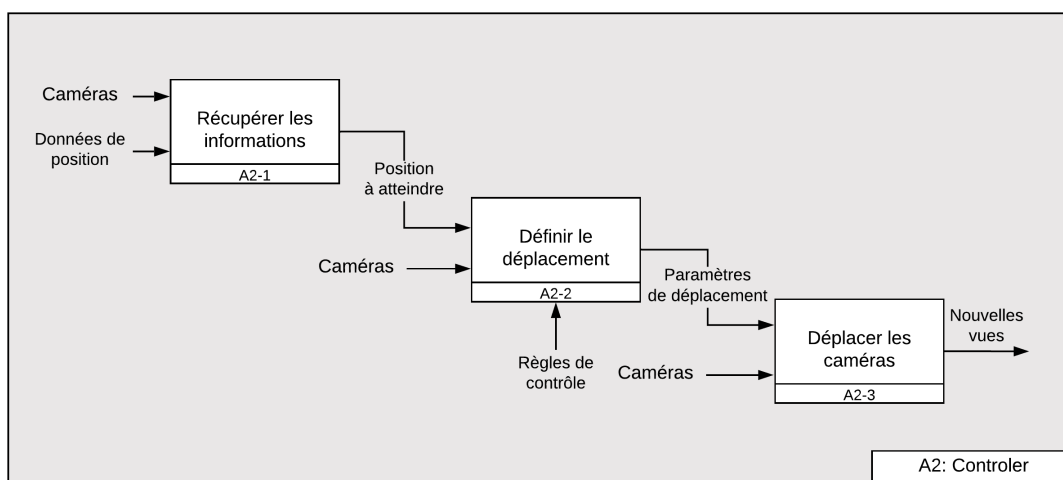 Caméras
Données de
position
Récupérer les
informations
A2-1
Position
à atteindre
Caméras
Définir le
déplacement
A2-2
Règles de
contrôle
Paramètres
de déplacement
Caméras
Déplacer les
caméras
A2-3
Nouvelles
vues
A2: Controler